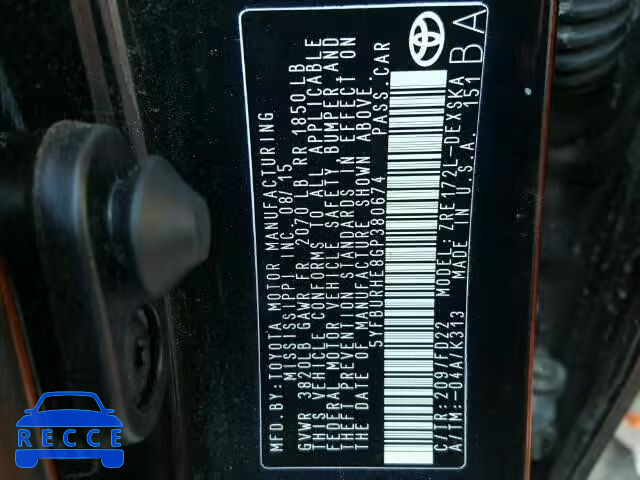 MFD.BY: TOYOTA MOTOR MANUFACTURING
MISSISSIPPI INC. 08/15
GVWR 3820LB GAWR FR 2070 LB RR 1850LB
THIS VEHICLE CONFORMS TO ALL APPLICABLE
FEDERAL MOTOR VEHICLE SAFETY, BUMPER AND
THEFT PREVENTION STANDARDS IN EFFECT ON
THE DATE OF MANUFACTURE SHOWN ABOVE.
5YFBURHE8GP380674 PASS. CAR
C/TR: 209/FD22 MODEL: ZRE172L-DEXSKA
A/TM: -04A/K313 MADE IN U.S.A. 151
BA
RECCE